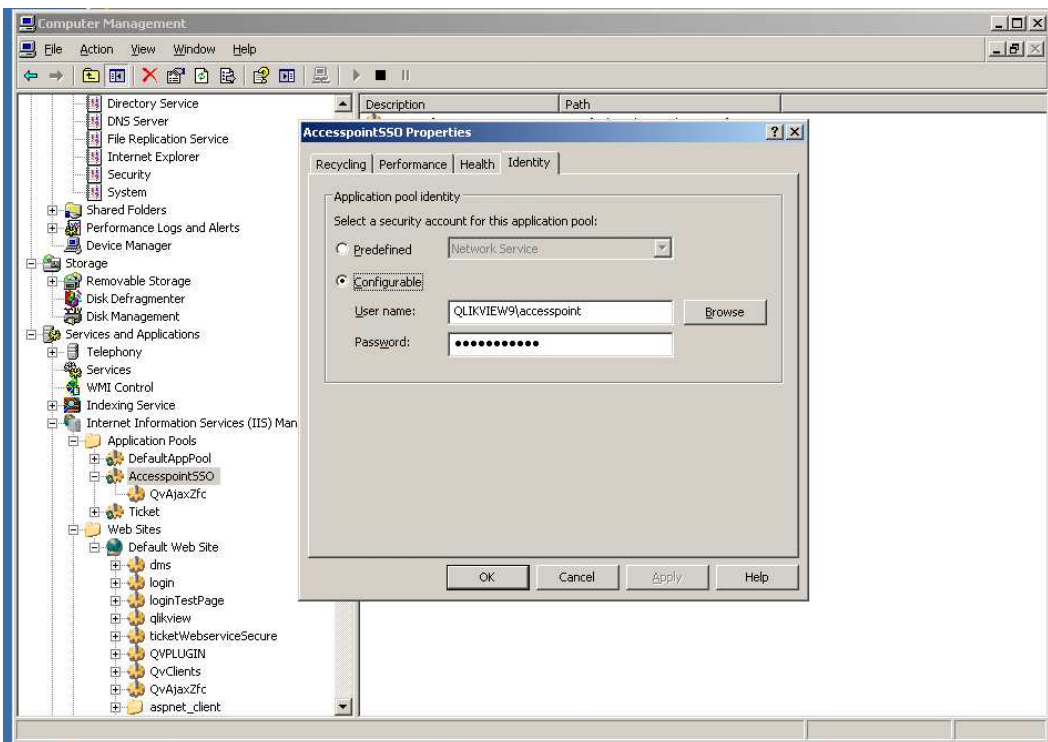 Computer Management
File Action View Window Help
Directory Service
DNS Server
File Replication Service
Internet Explorer
Security
System
Shared Folders
Performance Logs and Alerts
Device Manager
Storage
Removable Storage
Disk Defragmenter
Disk Management
Services and Applications
Telephony
Services
WMI Control
Indexing Service
Internet Information Services (IIS) Man
Application Pools
DefaultAppPool
AccesspointSSO
QvAjaxZfc
Ticket
Web Sites
Default Web Site
dms
login
loginTestPage
qlikview
ticketWebserviceSecure
QVPLUGIN
QvClients
QvAjaxZfc
aspnet_client
Description Path
AccesspointSSO Properties
Recycling Performance Health Identity
Application pool identity
Select a security account for this application pool:
Predefined Network Service
Configurable
User name: QLIKVIEW9\accesspoint Browse
Password: ●●●●●●●●●●●
OK Cancel Apply Help